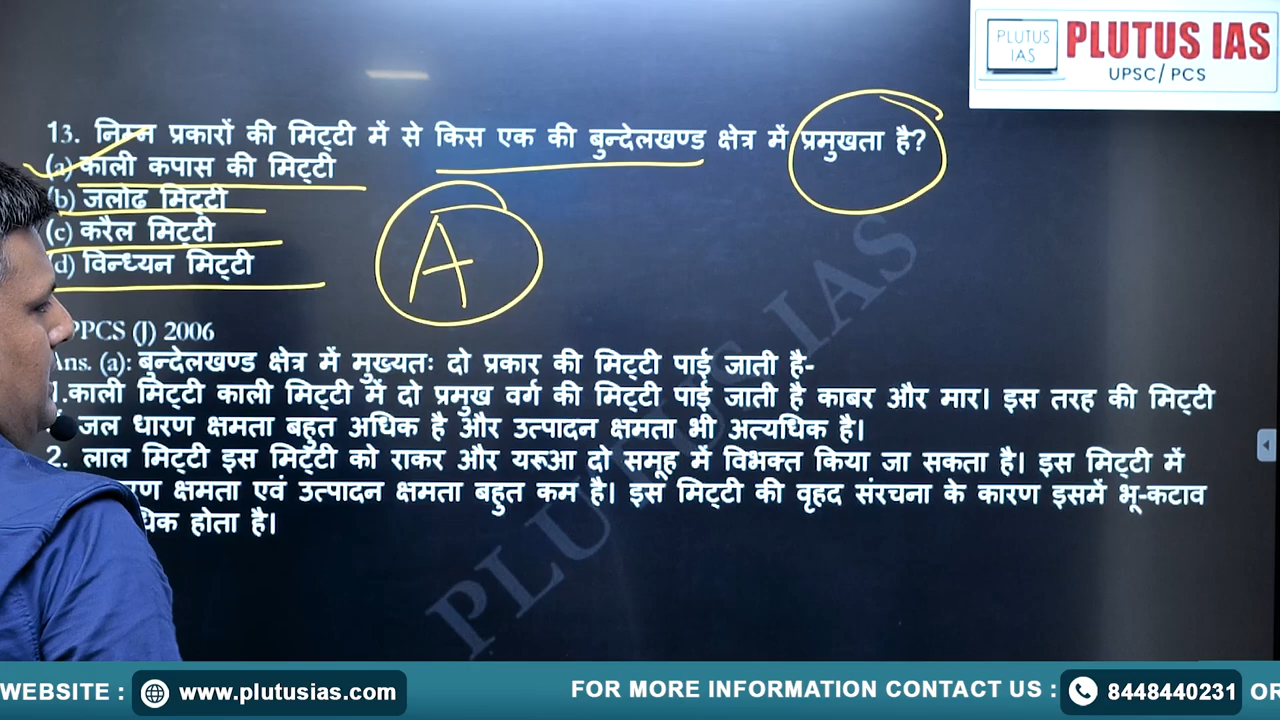 PLUTUS IAS
PLUTUS IAS
UPSC/ PCS
13. निम्न प्रकारों की मिट्टी में से किस एक की बुन्देलखण्ड क्षेत्र में प्रमुखता है?
(a) काली कपास की मिट्टी
(b) जलोढ मिट्टी
(c) करैल मिट्टी
(d) विन्ध्यन मिट्टी
A
PPCS (J) 2006
Ans. (a): बुन्देलखण्ड क्षेत्र में मुख्यतः दो प्रकार की मिट्टी पाई जाती है-
1.काली मिट्टी काली मिट्टी में दो प्रमुख वर्ग की मिट्टी पाई जाती है काबर और मार। इस तरह की मिट्टी
जल धारण क्षमता बहुत अधिक है और उत्पादन क्षमता भी अत्यधिक है।
2. लाल मिट्टी इस मिट्टी को राकर और यरूआ दो समूह में विभक्त किया जा सकता है। इस मिट्टी में
क्षमता एवं उत्पादन क्षमता बहुत कम है। इस मिट्टी की वृहद संरचना के कारण इसमें भू-कटाव
होता है।
PLUTUS IAS
WEBSITE : www.plutusias.com
FOR MORE INFORMATION CONTACT US : 8448440231 OR